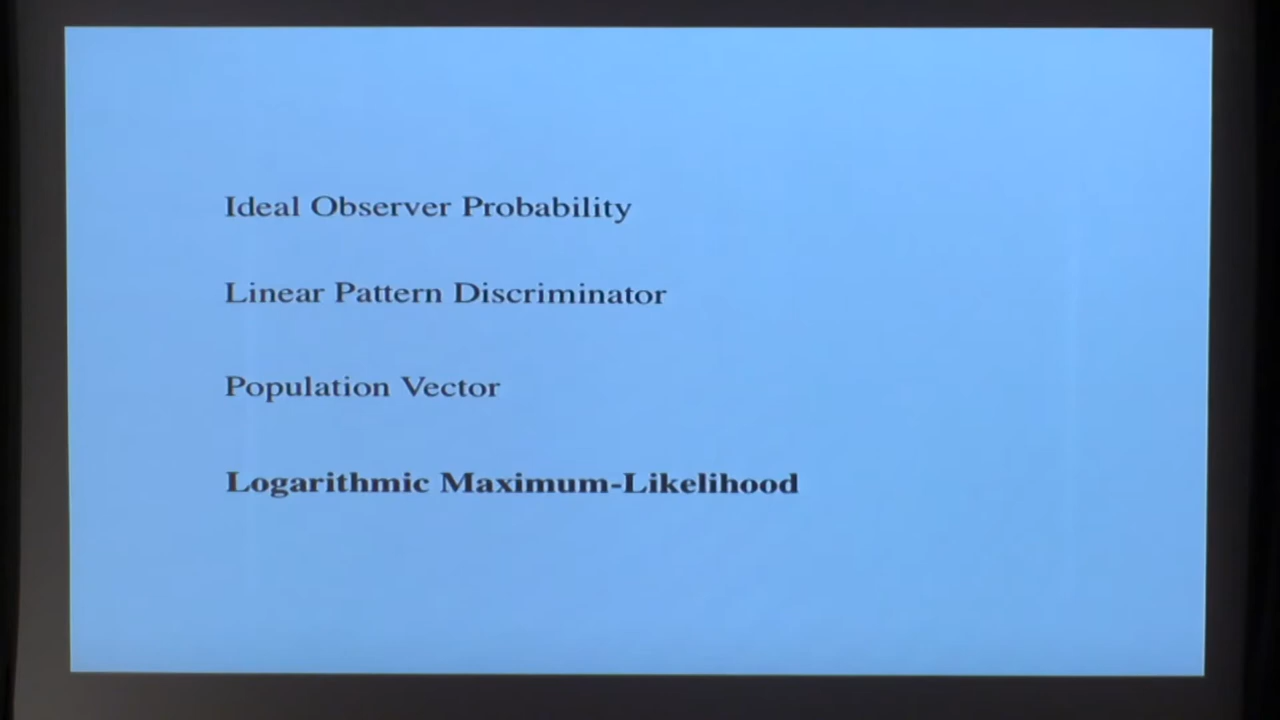 Ideal Observer Probability
Linear Pattern Discriminator
Population Vector
Logarithmic Maximum-Likelihood